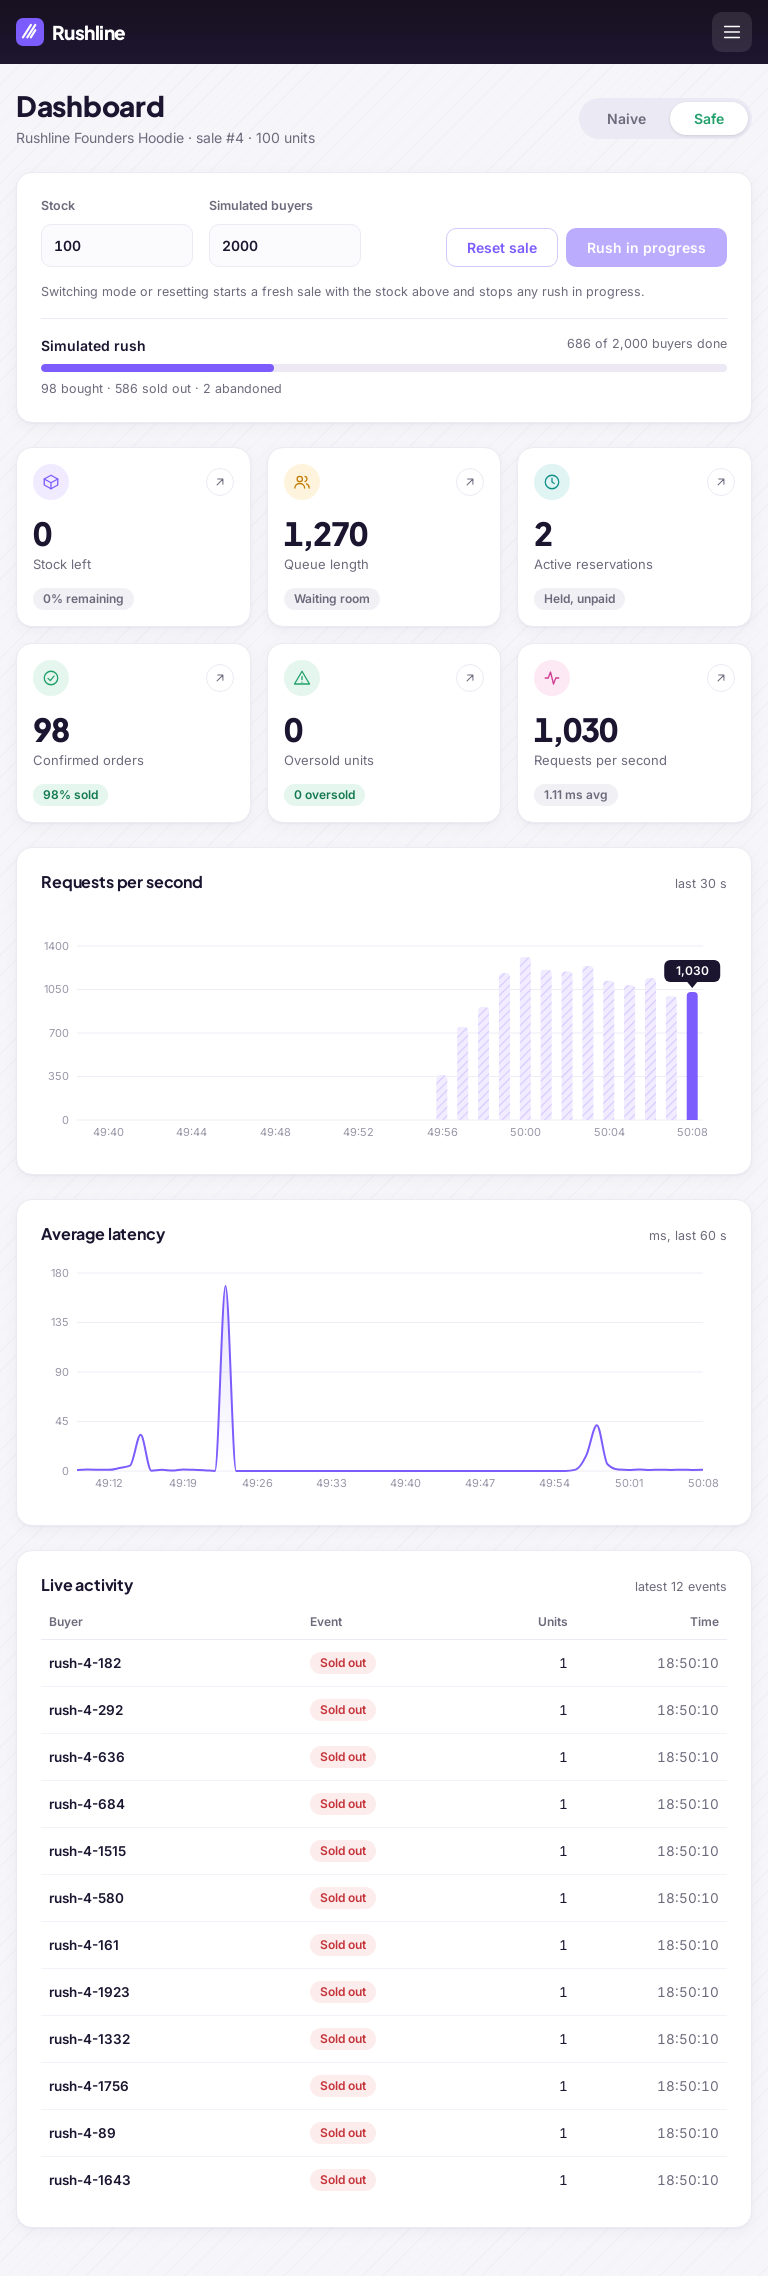 Rushline
Dashboard
Rushline Founders Hoodie · sale #4 · 100 units
Naive Safe
Stock Simulated buyers
100 2000 Reset sale Rush in progress
Switching mode or resetting starts a fresh sale with the stock above and stops any rush in progress.
Simulated rush 686 of 2,000 buyers done
98 bought · 586 sold out · 2 abandoned
0
Stock left
0% remaining
1,270
Queue length
Waiting room
2
Active reservations
Held, unpaid
98
Confirmed orders
98% sold
0
Oversold units
0 oversold
1,030
Requests per second
1.11 ms avg
Requests per second last 30 s
1400
1,030
1050
700
350
0
49:40 49:44 49:48 49:52 49:56 50:00 50:04 50:08
Average latency ms, last 60 s
180
135
90
45
0
49:12 49:19 49:26 49:33 49:40 49:47 49:54 50:01 50:08
Live activity latest 12 events
Buyer Event Units Time
rush-4-182 Sold out 1 18:50:10
rush-4-292 Sold out 1 18:50:10
rush-4-636 Sold out 1 18:50:10
rush-4-684 Sold out 1 18:50:10
rush-4-1515 Sold out 1 18:50:10
rush-4-580 Sold out 1 18:50:10
rush-4-161 Sold out 1 18:50:10
rush-4-1923 Sold out 1 18:50:10
rush-4-1332 Sold out 1 18:50:10
rush-4-1756 Sold out 1 18:50:10
rush-4-89 Sold out 1 18:50:10
rush-4-1643 Sold out 1 18:50:10